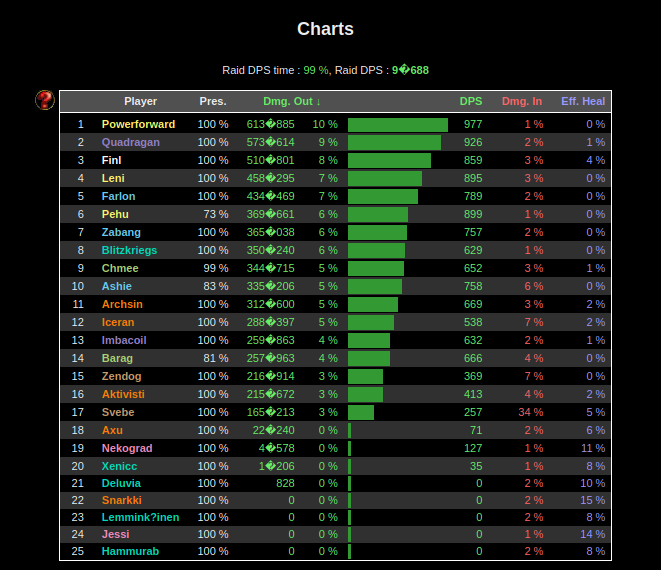 Charts
Raid DPS time : 99 %, Raid DPS : 9�688
Player Pres. Dmg. Out ↓ DPS Dmg. In Eff. Heal
1 Powerforward 100 % 613�885 10 % 977 1 % 0 %
2 Quadragan 100 % 573�614 9 % 926 2 % 1 %
3 Finl 100 % 510�801 8 % 859 3 % 4 %
4 Leni 100 % 458�295 7 % 895 3 % 0 %
5 Farlon 100 % 434�469 7 % 789 2 % 0 %
6 Pehu 73 % 369�661 6 % 899 1 % 0 %
7 Zabang 100 % 365�038 6 % 757 2 % 0 %
8 Blitzkriegs 100 % 350�240 6 % 629 1 % 0 %
9 Chmee 99 % 344�715 5 % 652 3 % 1 %
10 Ashie 83 % 335�206 5 % 758 6 % 0 %
11 Archsin 100 % 312�600 5 % 669 3 % 2 %
12 Iceran 100 % 288�397 5 % 538 7 % 2 %
13 Imbacoil 100 % 259�863 4 % 632 2 % 1 %
14 Barag 81 % 257�963 4 % 666 4 % 0 %
15 Zendog 100 % 216�914 3 % 369 7 % 0 %
16 Aktivisti 100 % 215�672 3 % 413 4 % 2 %
17 Svebe 100 % 165�213 3 % 257 34 % 5 %
18 Axu 100 % 22�240 0 % 71 2 % 6 %
19 Nekograd 100 % 4�578 0 % 127 1 % 11 %
20 Xenicc 100 % 1�206 0 % 35 1 % 8 %
21 Deluvia 100 % 828 0 % 0 2 % 10 %
22 Snarkki 100 % 0 0 % 0 2 % 15 %
23 Lemmink?inen 100 % 0 0 % 0 2 % 8 %
24 Jessi 100 % 0 0 % 0 1 % 14 %
25 Hammurab 100 % 0 0 % 0 2 % 8 %